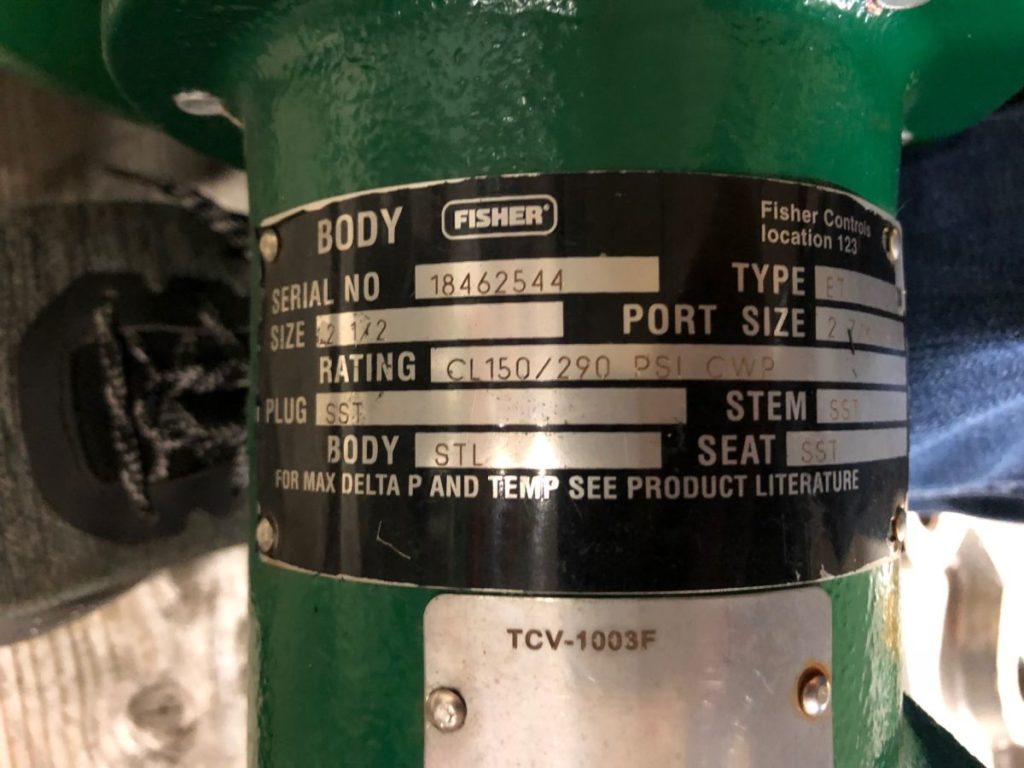 BODY FISHER® Fisher Controls
location 123
SERIAL NO 18462544 TYPE ET
SIZE 2 1/2 PORT SIZE 2
RATING CL150/290 PSI CWP
PLUG SST STEM SST
BODY STL SEAT SST
FOR MAX DELTA P AND TEMP SEE PRODUCT LITERATURE
TCV-1003F